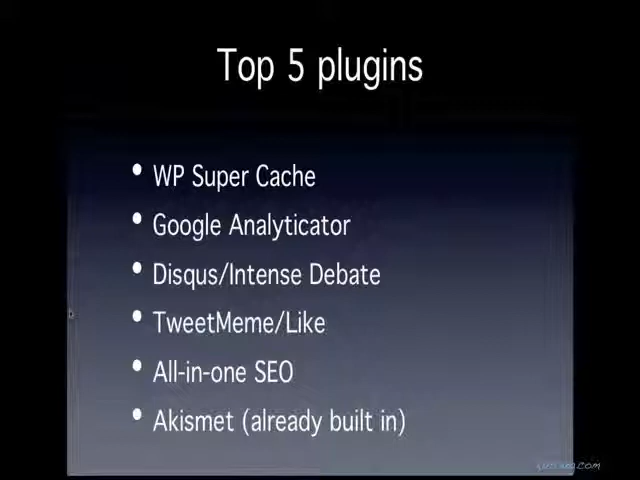 Top 5 plugins
• WP Super Cache
• Google Analyticator
• Disqus/Intense Debate
• TweetMeme/Like
• All-in-one SEO
• Akismet (already built in)